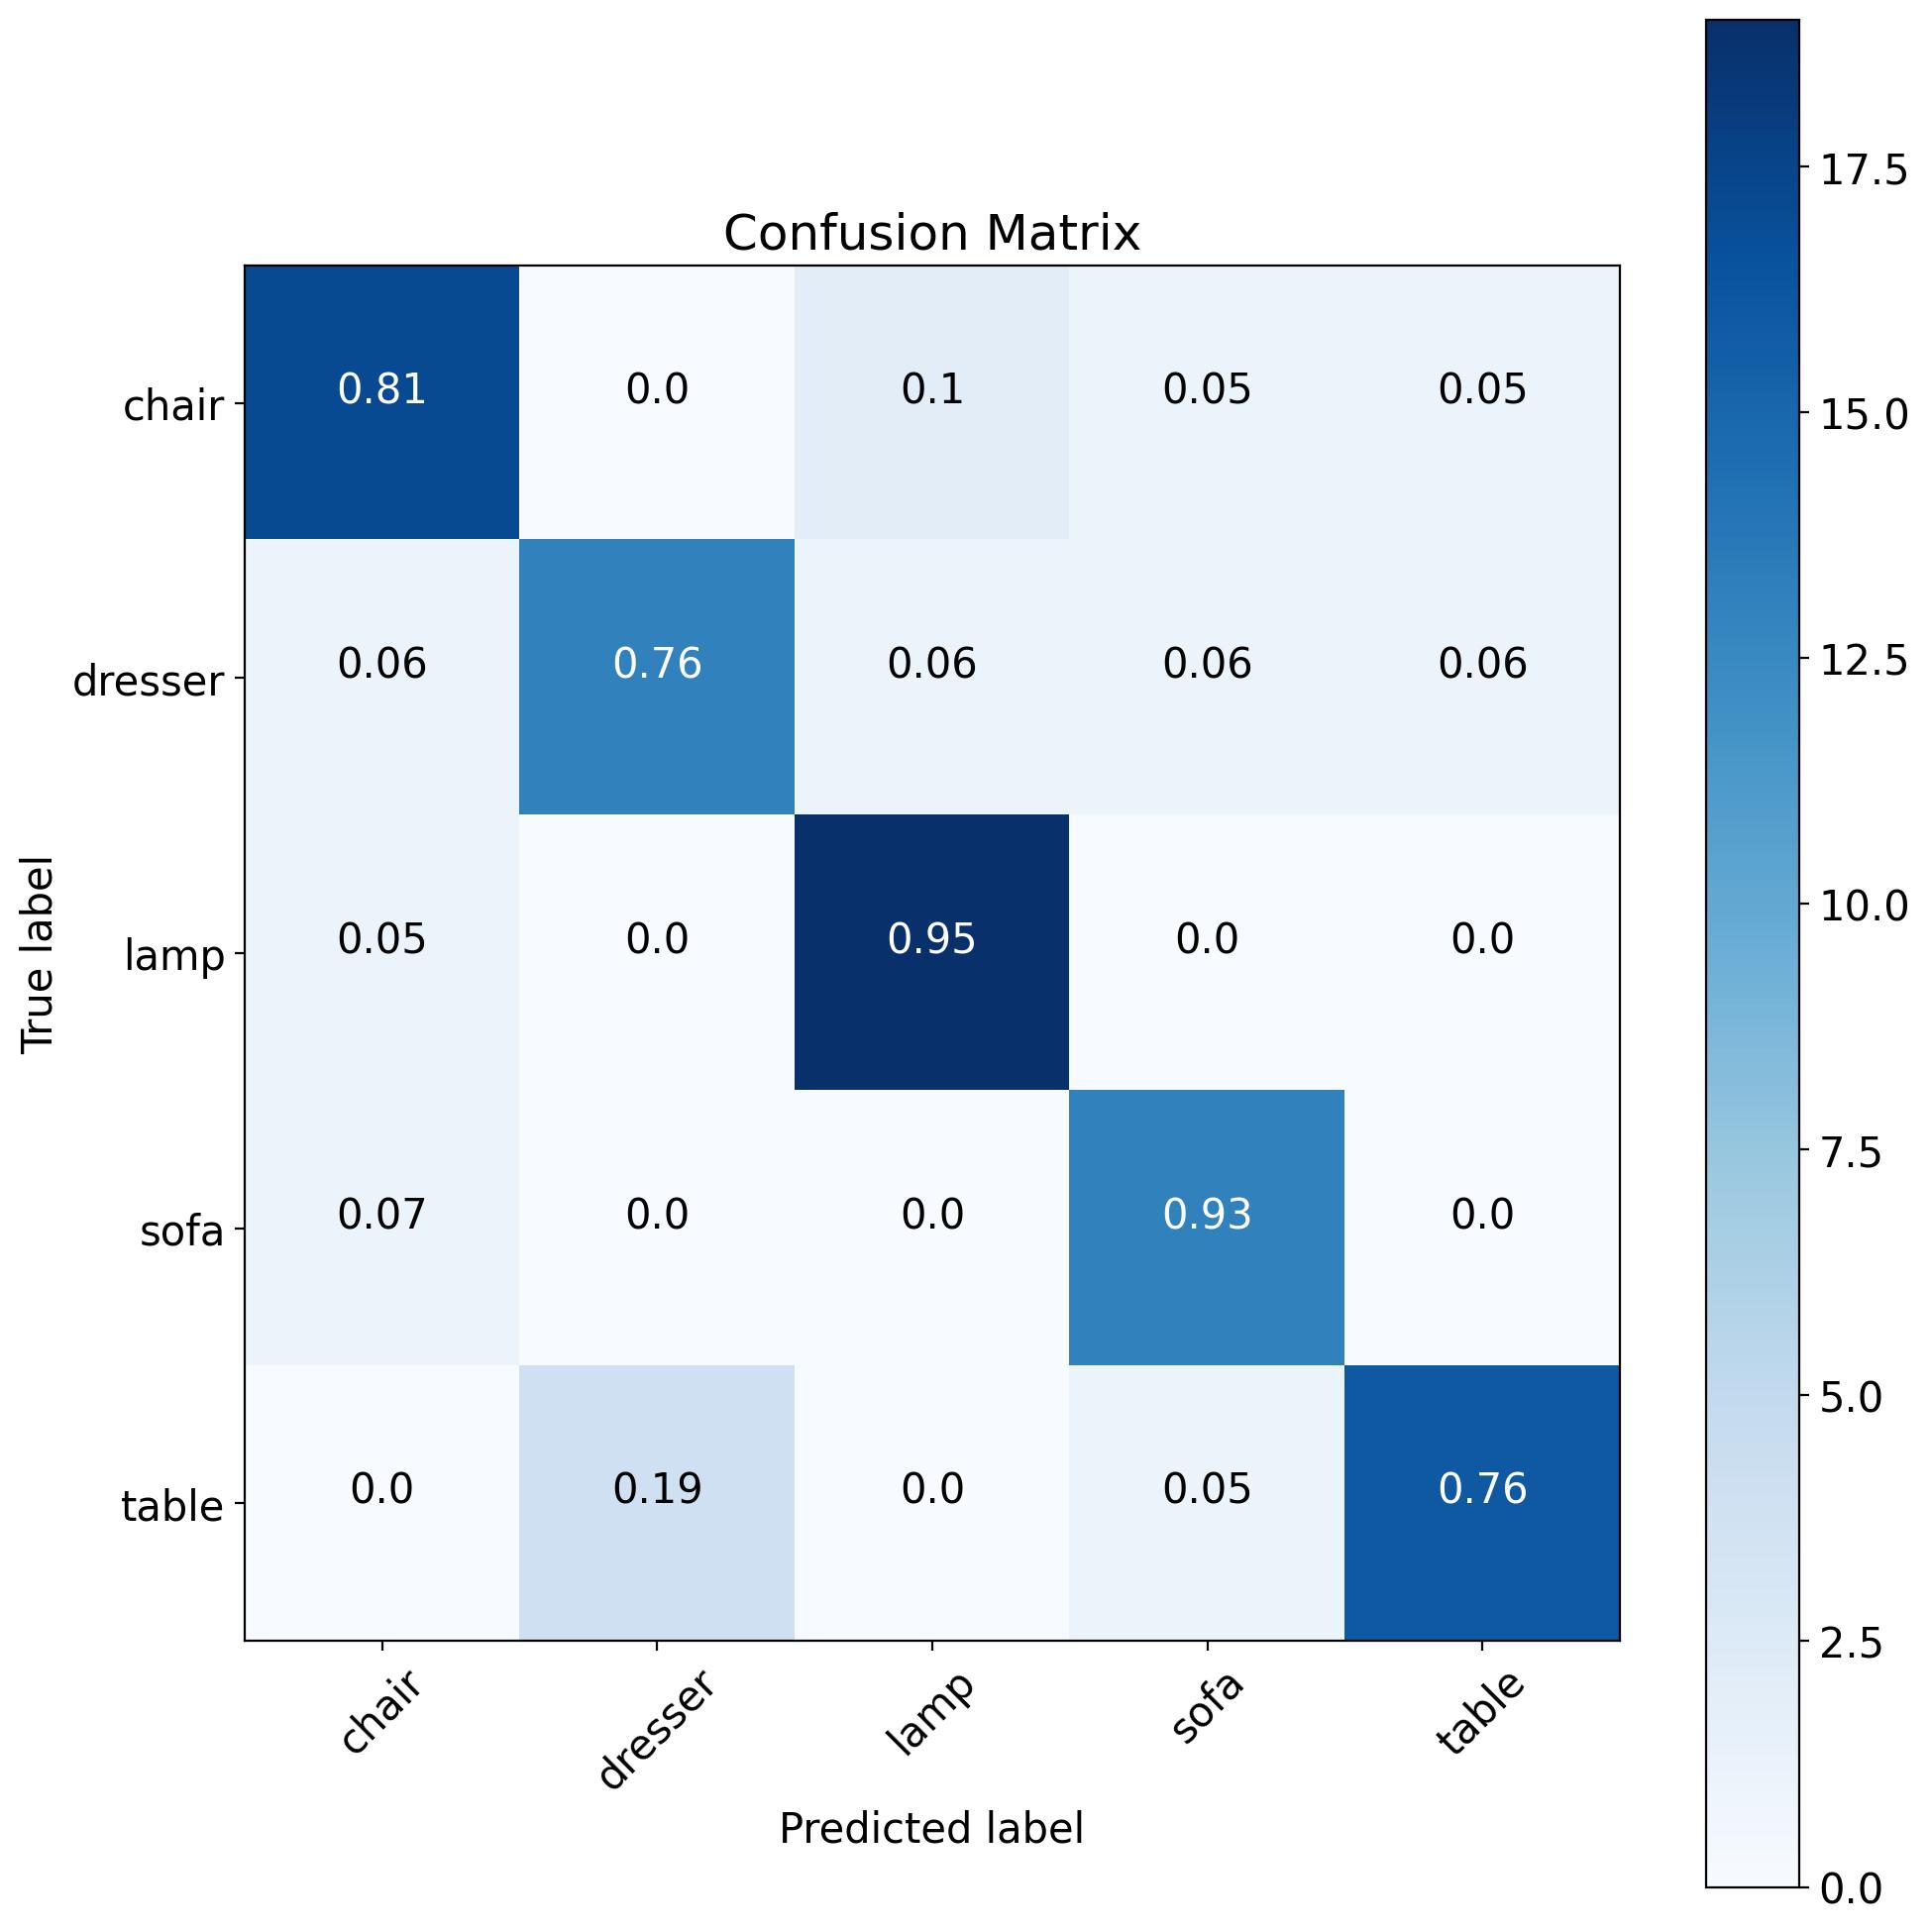 Confusion Matrix
chair 0.81 0.0 0.1 0.05 0.05
dresser 0.06 0.76 0.06 0.06 0.06
lamp 0.05 0.0 0.95 0.0 0.0
sofa 0.07 0.0 0.0 0.93 0.0
table 0.0 0.19 0.0 0.05 0.76
True label
chair dresser lamp sofa table
Predicted label
17.5
15.0
12.5
10.0
7.5
5.0
2.5
0.0